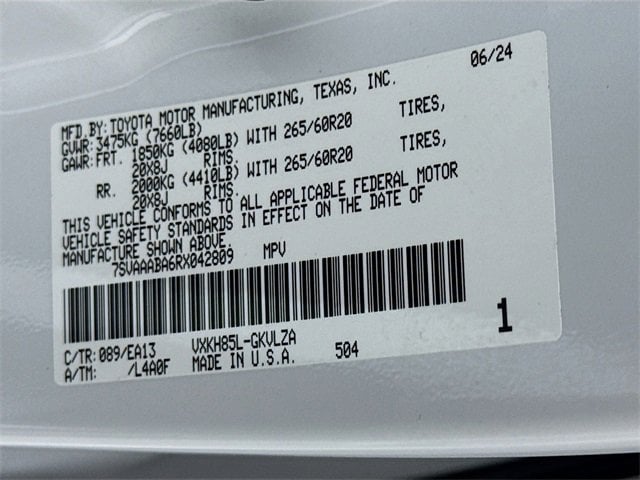 06/24
MFD.BY:TOYOTA MOTOR MANUFACTURING, TEXAS, INC.
GVWR:3475KG (7660LB)
GAWR:FRT. 1850KG (4080LB) WITH 265/60R20 TIRES,
20X8J RIMS.
RR. 2000KG (4410LB) WITH 265/60R20 TIRES,
20X8J RIMS.
THIS VEHICLE CONFORMS TO ALL APPLICABLE FEDERAL MOTOR
VEHICLE SAFETY STANDARDS IN EFFECT ON THE DATE OF
MANUFACTURE SHOWN ABOVE.
7SVAAABA6RX042809 MPV
1
C/TR:089/EA13 VXKH85L-GKVLZA
A/TM: /L4A0F MADE IN U.S.A. 504